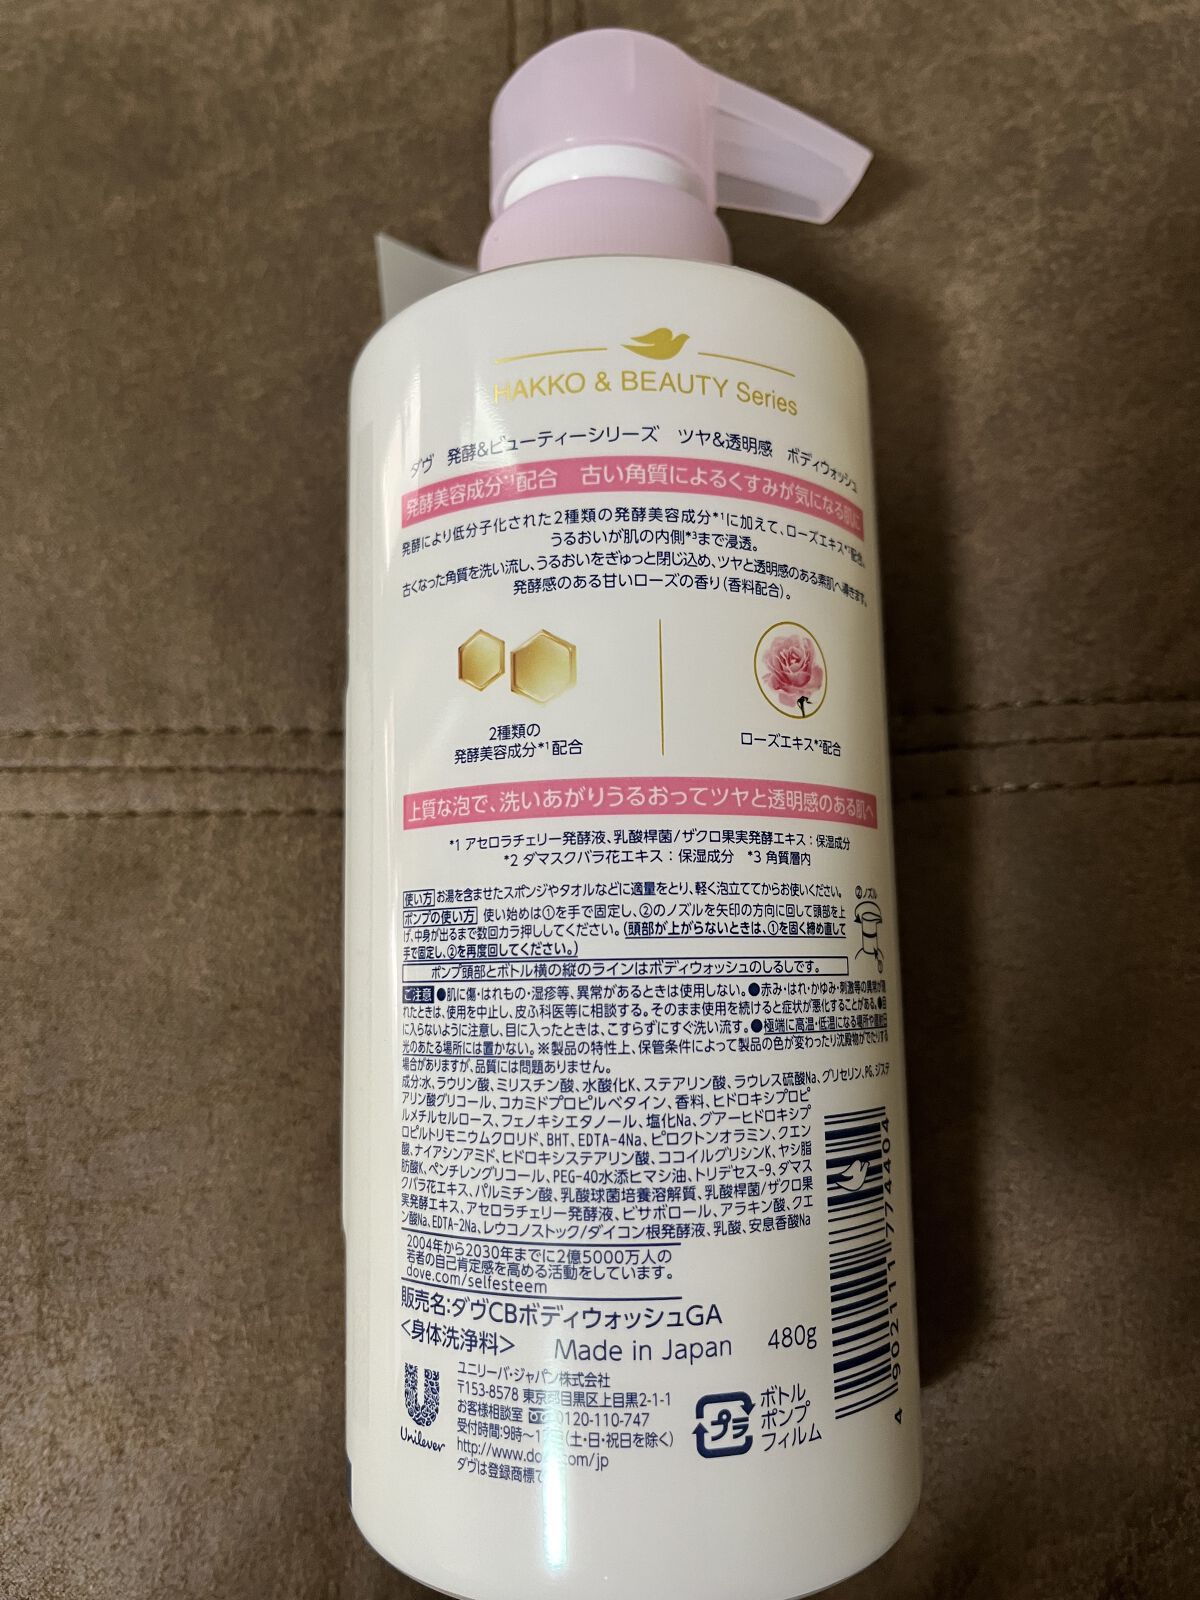 HAKKO & BEAUTY Series
ダヴ 発酵&ビューティーシリーズ ツヤ&透明感 ボディウォッシュ
発酵美容成分*1配合 古い角質によるくすみが気になる肌に
発酵により低分子化された2種類の発酵美容成分*1に加えて、ローズエキス*2配合。
うるおいが肌の内側*3まで浸透。
古くなった角質を洗い流し、うるおいをぎゅっと閉じ込め、ツヤと透明感のある素肌へ導きます。
発酵感のある甘いローズの香り(香料配合)。
2種類の
発酵美容成分*1配合
ローズエキス*2配合
上質な泡で、洗いあがりうるおってツヤと透明感のある肌へ
*1 アセロラチェリー発酵液、乳酸桿菌/ザクロ果実発酵エキス:保湿成分
*2 ダマスクバラ花エキス:保湿成分 *3 角質層内
使い方 お湯を含ませたスポンジやタオルなどに適量をとり、軽く泡立ててからお使いください。
ポンプの使い方 使い始めは①を手で固定し、②のノズルを矢印の方向に回して頭部を上
げ、中身が出るまで数回カラ押ししてください。(頭部が上がらないときは、①を固く締め直して
手で固定し、②を再度回してください。)
②ノズル
ポンプ頭部とボトル横の縦のラインはボディウォッシュのしるしです。
ご注意 ●肌に傷・はれもの・湿疹等、異常があるときは使用しない。●赤み・はれ・かゆみ・刺激等の異常が現
れたときは、使用を中止し、皮ふ科医等に相談する。そのまま使用を続けると症状が悪化することがある。●目
に入らないように注意し、目に入ったときは、こすらずにすぐ洗い流す。●極端に高温・低温になる場所や直射日
光のあたる場所には置かない。※製品の特性上、保管条件によって製品の色が変わったり沈殿物がでたりする
場合がありますが、品質には問題ありません。
成分:水、ラウリン酸、ミリスチン酸、水酸化K、ステアリン酸、ラウレス硫酸Na、グリセリン、PG、ジステ
アリン酸グリコール、コカミドプロピルベタイン、香料、ヒドロキシプロピ
ルメチルセルロース、フェノキシエタノール、塩化Na、グアーヒドロキシプ
ロピルトリモニウムクロリド、BHT、EDTA-4Na、ピロクトンオラミン、クエン
酸、ナイアシンアミド、ヒドロキシステアリン酸、ココイルグリシンK、ヤシ脂
肪酸K、ペンチレングリコール、PEG-40水添ヒマシ油、トリデセス-9、ダマス
クバラ花エキス、パルミチン酸、乳酸球菌培養溶解質、乳酸桿菌/ザクロ果
実発酵エキス、アセロラチェリー発酵液、ビサボロール、アラキン酸、クエ
ン酸Na、EDTA-2Na、レウコノストック/ダイコン根発酵液、乳酸、安息香酸Na
2004年から2030年までに2億5000万人の
若者の自己肯定感を高める活動をしています。
dove.com/selfesteem
販売名:ダヴCBボディウォッシュGA
<身体洗浄料> Made in Japan 480g
Unilever
ユニリーバ・ジャパン株式会社
〒153-8578 東京都目黒区上目黒2-1-1
お客様相談室 0120-110-747
受付時間:9時~ (土・日・祝日を除く)
http://www.do .com/jp
ダヴは登録商標で
プラ
ボトル
ポンプ
フィルム
4 902111 774404